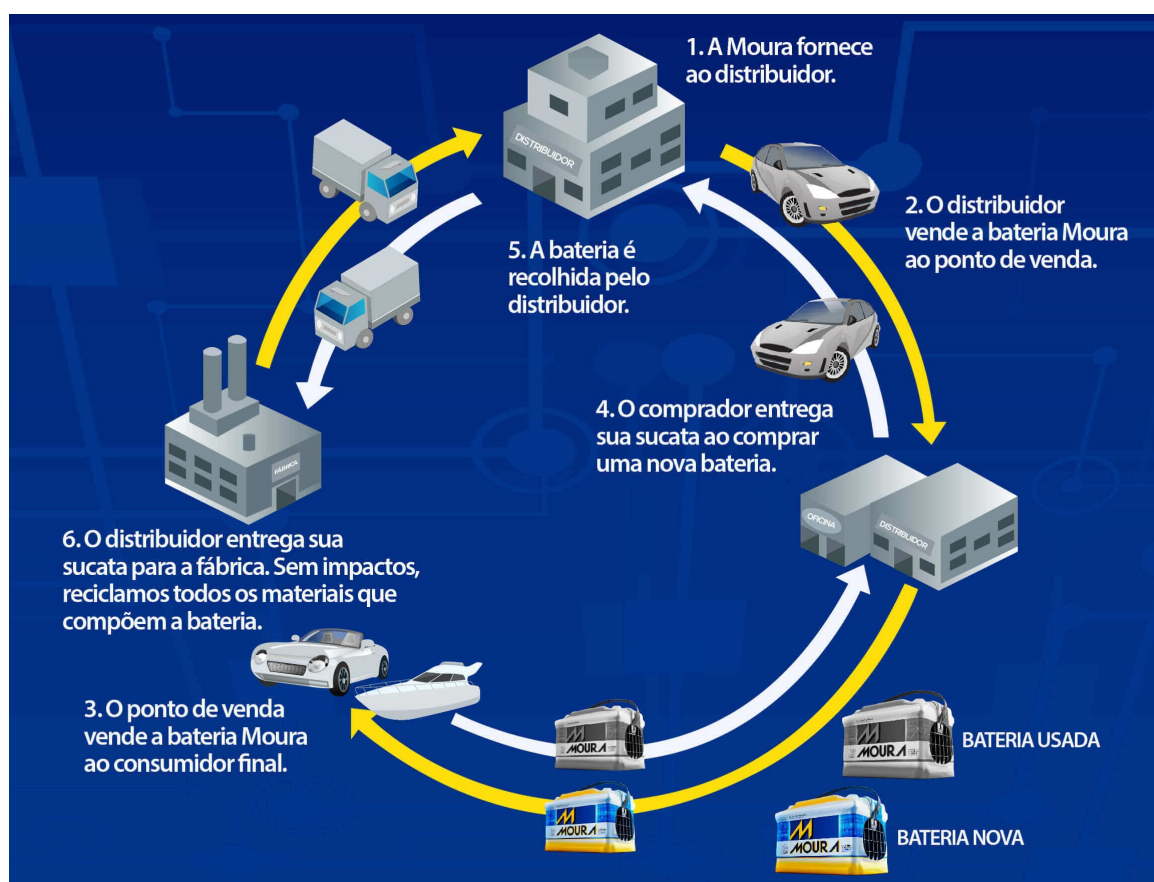 1. A Moura fornece
ao distribuidor.
DISTRIBUIDOR
2. O distribuidor
vende a bateria Moura
ao ponto de venda.
5. A bateria é
recolhida pelo
distribuidor.
4. O comprador entrega
sua sucata ao comprar
uma nova bateria.
FÁBRICA
OFICINA
DISTRIBUIDOR
6. O distribuidor entrega sua
sucata para a fábrica. Sem impactos,
reciclamos todos os materiais que
compõem a bateria.
3. O ponto de venda
vende a bateria Moura
ao consumidor final.
MOURA
MOURA
BATERIA USADA
MOURA
MOURA
BATERIA NOVA